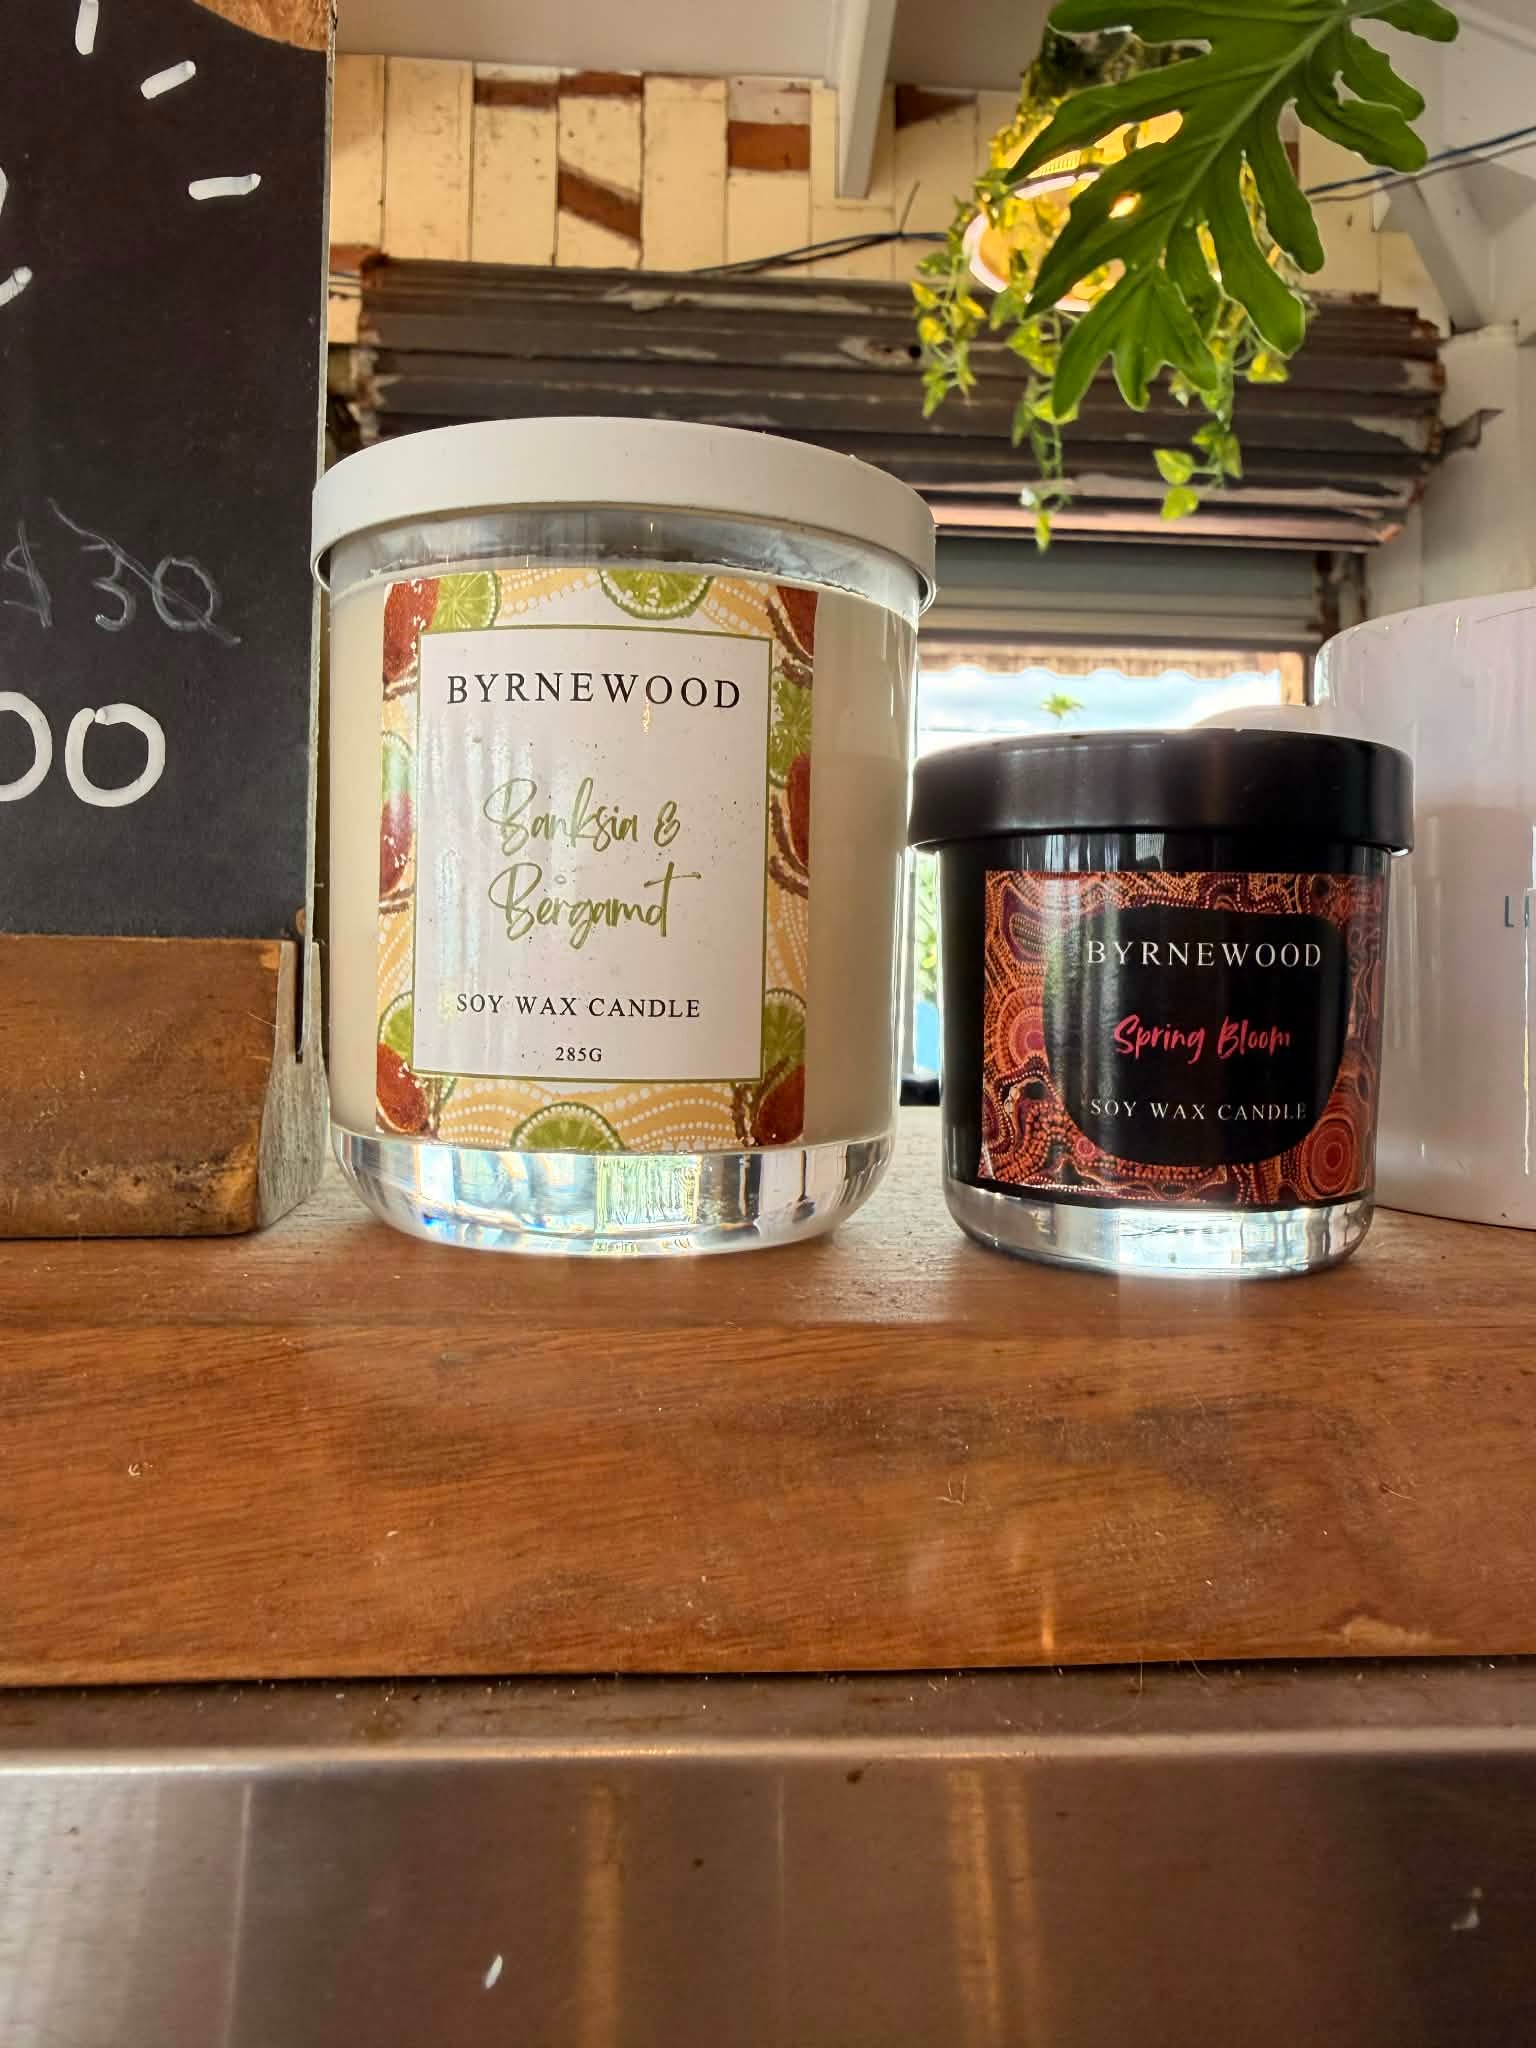 $30
00
BYRNEWOOD
Banksia &
Bergamot
SOY WAX CANDLE
285G
BYRNEWOOD
Spring Bloom
SOY WAX CANDLE